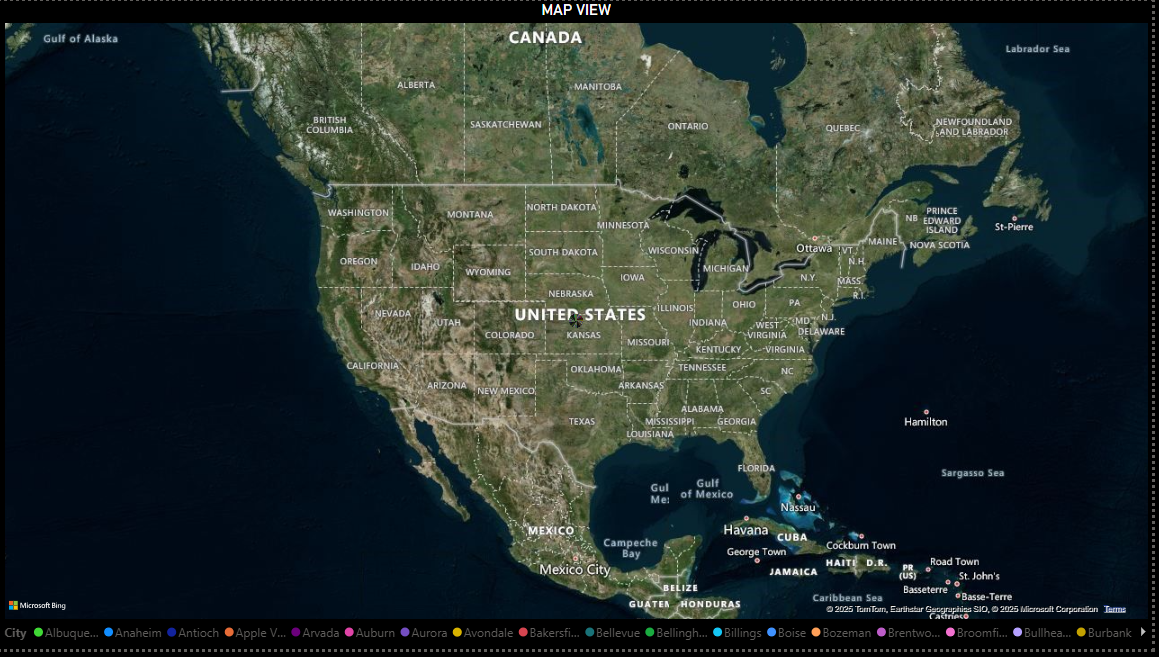 MAP VIEW
CANADA
Gulf of Alaska
Labrador Sea
ALBERTA
MANITOBA
BRITISH
COLUMBIA
SASKATCHEWAN
ONTARIO
QUEBEC
NEWFOUNDLAND
AND LABRADOR
WASHINGTON
MONTANA
NORTH DAKOTA
MINNESOTA
NB
PRINCE
EDWARD
ISLAND
St-Pierre
OREGON
IDAHO
WYOMING
SOUTH DAKOTA
WISCONSIN
MICHIGAN
Ottawa
VT.
N.H.
MAINE
NOVA SCOTIA
IOWA
N.Y
MASS.
R.I.
NEBRASKA
NEVADA
UTAH
COLORADO
UNITED STATES
KANSAS
ILLINOIS
INDIANA
OHIO
PA
N.J.
MD
DELAWARE
WEST
VIRGINIA
MISSOURI
KENTUCKY
VIRGINIA
CALIFORNIA
ARIZONA
NEW MEXICO
OKLAHOMA
ARKANSAS
TENNESSEE
NC
SC
TEXAS
LOUISIANA
MISSISSIPPI
ALABAMA
GEORGIA
Hamilton
FLORIDA
Sargasso Sea
Gul
Me:
Gulf
of Mexico
Nassau
MEXICO
Mexico City
Campeche
Bay
Havana
CUBA
Cockburn Town
George Town
JAMAICA
HAITI
D.R.
PR
(US)
Road Town
St. John's
Basseterre
Basse-Terre
BELIZE
GUATEM
HONDURAS
Caribbean Sea
Castries
Microsoft Bing
© 2025 TomTom, Earthstar Geographics SIO, © 2025 Microsoft Corporation Terms
City Albuque... Anaheim Antioch Apple V... Arvada Auburn Aurora Avondale Bakersfi... Bellevue Bellingh... Billings Boise Bozeman Brentwo... Broomfi... Bullhea... Burbank